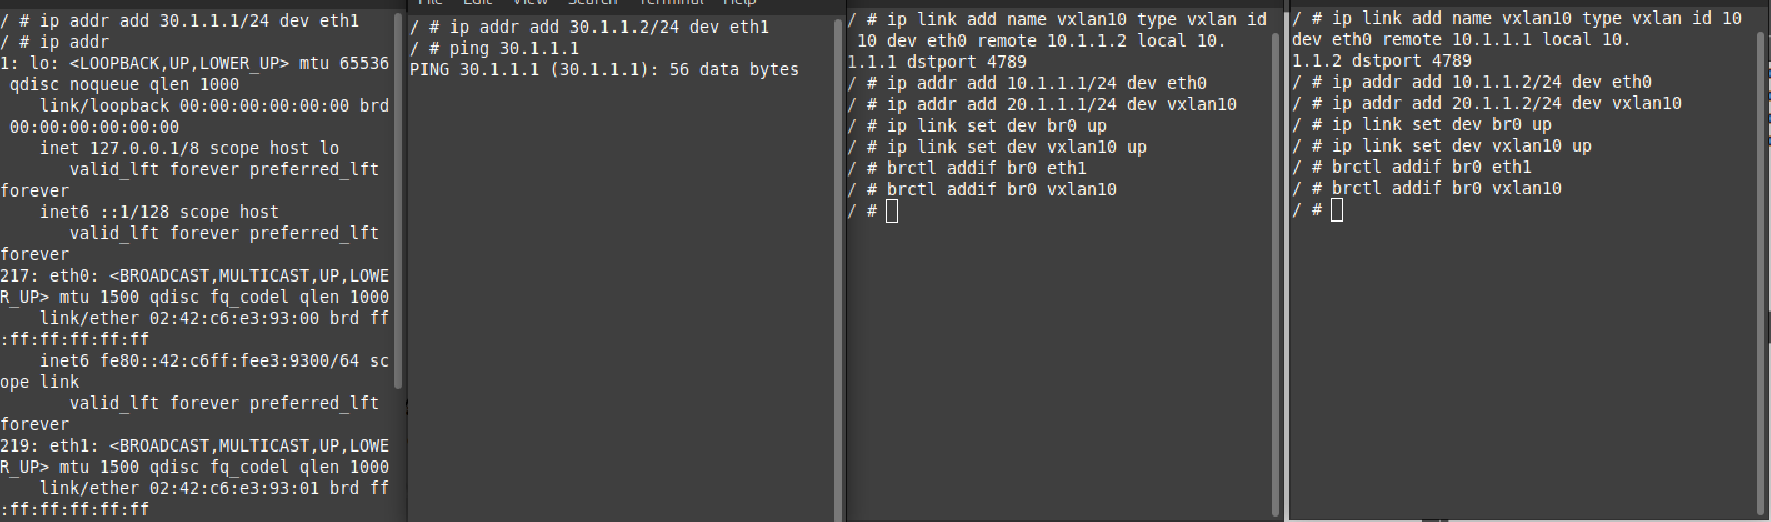 / # ip addr add 30.1.1.1/24 dev eth1
/ # ip addr
1: lo: <LOOPBACK,UP,LOWER_UP> mtu 65536
 qdisc noqueue qlen 1000
    link/loopback 00:00:00:00:00:00 brd
 00:00:00:00:00:00
    inet 127.0.0.1/8 scope host lo
       valid_lft forever preferred_lft
forever
    inet6 ::1/128 scope host
       valid_lft forever preferred_lft
forever
217: eth0: <BROADCAST,MULTICAST,UP,LOWE
R_UP> mtu 1500 qdisc fq_codel qlen 1000
    link/ether 02:42:c6:e3:93:00 brd ff
:ff:ff:ff:ff:ff
    inet6 fe80::42:c6ff:fee3:9300/64 sc
ope link
       valid_lft forever preferred_lft
forever
219: eth1: <BROADCAST,MULTICAST,UP,LOWE
R_UP> mtu 1500 qdisc fq_codel qlen 1000
    link/ether 02:42:c6:e3:93:01 brd ff
:ff:ff:ff:ff:ff
File Edit View Search Terminal Help
/ # ip addr add 30.1.1.2/24 dev eth1
/ # ping 30.1.1.1
PING 30.1.1.1 (30.1.1.1): 56 data bytes
/ # ip link add name vxlan10 type vxlan id
 10 dev eth0 remote 10.1.1.2 local 10.
1.1.1 dstport 4789
/ # ip addr add 10.1.1.1/24 dev eth0
/ # ip addr add 20.1.1.1/24 dev vxlan10
/ # ip link set dev br0 up
/ # ip link set dev vxlan10 up
/ # brctl addif br0 eth1
/ # brctl addif br0 vxlan10
/ #
/ # ip link add name vxlan10 type vxlan id 10
dev eth0 remote 10.1.1.1 local 10.
1.1.2 dstport 4789
/ # ip addr add 10.1.1.2/24 dev eth0
/ # ip addr add 20.1.1.2/24 dev vxlan10
/ # ip link set dev br0 up
/ # ip link set dev vxlan10 up
/ # brctl addif br0 eth1
/ # brctl addif br0 vxlan10
/ #